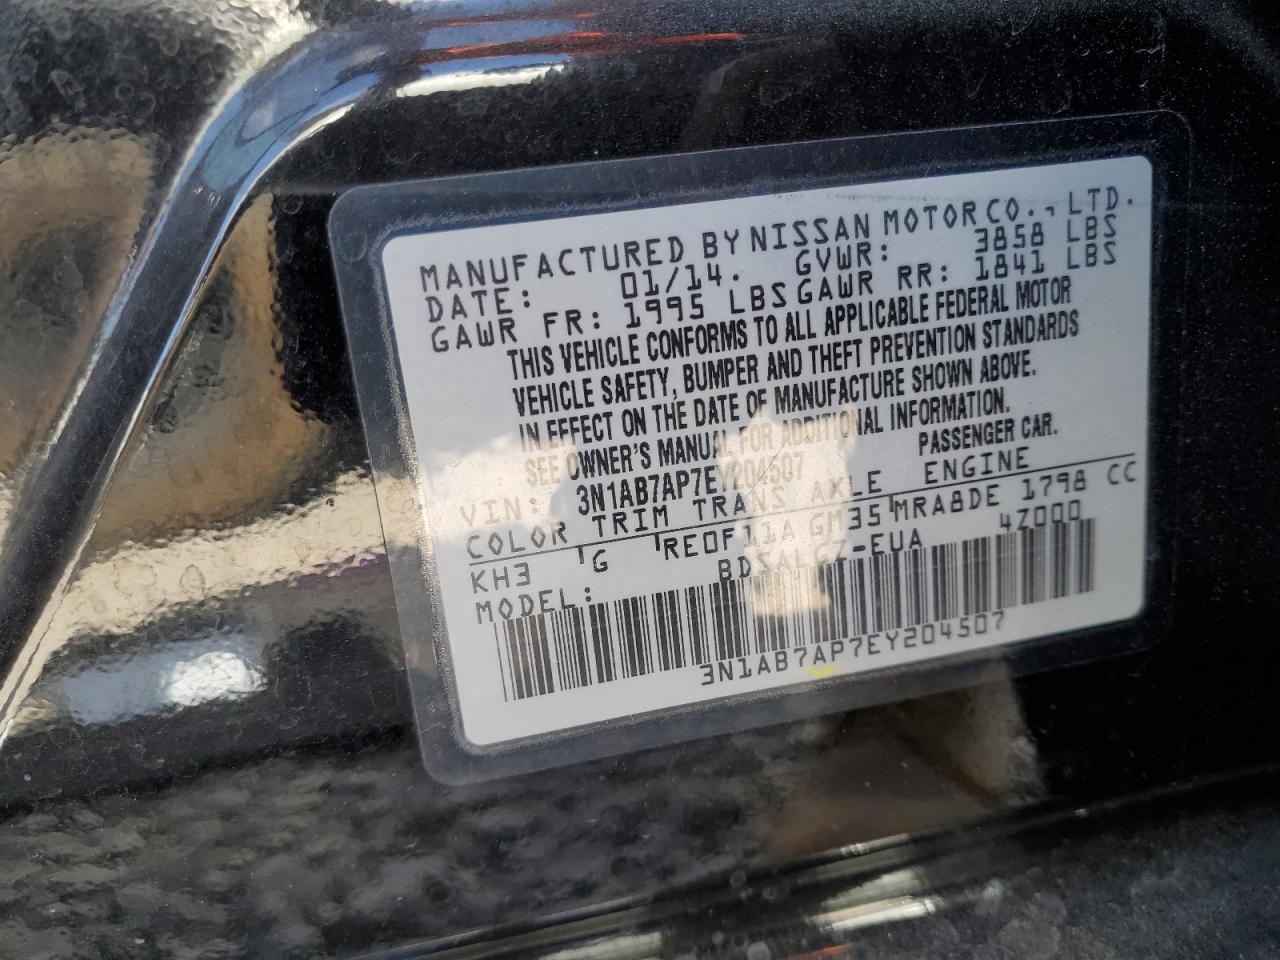 MANUFACTURED BY NISSAN MOTOR CO., LTD.
DATE: 01/14. GVWR: 3858 LBS
GAWR FR: 1995 LBS GAWR RR: 1841 LBS
THIS VEHICLE CONFORMS TO ALL APPLICABLE FEDERAL MOTOR
VEHICLE SAFETY, BUMPER AND THEFT PREVENTION STANDARDS
IN EFFECT ON THE DATE OF MANUFACTURE SHOWN ABOVE.
SEE OWNER'S MANUAL FOR ADDITIONAL INFORMATION.
VIN: 3N1AB7AP7EY204507 PASSENGER CAR.
COLOR TRIM TRANS AXLE ENGINE
KH3 G RE0F11A GM35 MRA8DE 1798 CC
MODEL: BDSALGZ-EUA 4Z000
3N1AB7AP7EY204507